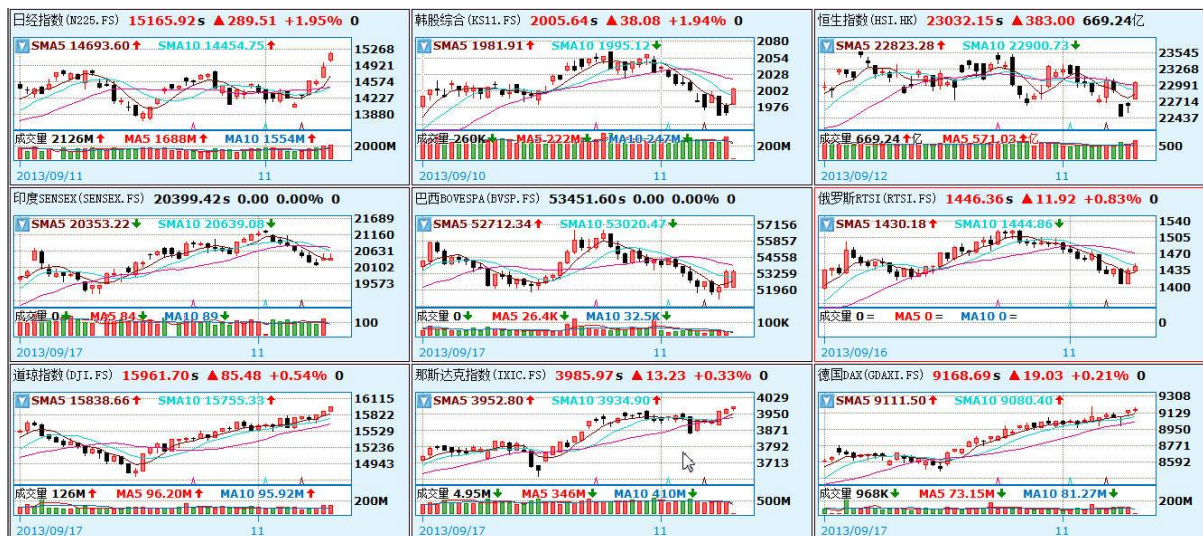 日经指数(N225.FS) 15165.92s ▲289.51 +1.95% 0
SMA5 14693.60↑ SMA10 14454.75↑
15268
14921
14574
14227
13880
成交量 2126M↑ MA5 1688M↑ MA10 1554M↑
2000M
2013/09/11 11
韩股综合(KS11.FS) 2005.64s ▲38.08 +1.94% 0
SMA5 1981.91↑ SMA10 1995.12↓
2080
2054
2028
2002
1976
成交量 260K↓ MA5 222M↓ MA10 247M↓
200M
2013/09/10 11
恒生指数(HSI.HK) 23032.15s ▲383.00 669.24亿
SMA5 22823.28↑ SMA10 22900.73↓
23545
23268
22991
22714
22437
成交量 669.24↑亿 MA5 571.03↑亿
500
2013/09/12 11
印度SENSEX(SENSEX.FS) 20399.42s 0.00 0.00% 0
SMA5 20353.22↓ SMA10 20639.08↓
21689
21160
20631
20102
19573
成交量 0↓ MA5 84↓ MA10 89↓
100
2013/09/17 11
巴西BOVESPA(BVSP.FS) 53451.60s 0.00 0.00% 0
SMA5 52712.34↑ SMA10 53020.47↓
57156
55857
54558
53259
51960
成交量 0↓ MA5 26.4K↓ MA10 32.5K↓
100K
2013/09/17 11
俄罗斯RTSI(RTSI.FS) 1446.36s ▲11.92 +0.83% 0
SMA5 1430.18↑ SMA10 1444.86↓
1540
1505
1470
1435
1400
成交量 0= MA5 0= MA10 0=
0
2013/09/16 11
道琼指数(DJI.FS) 15961.70s ▲85.48 +0.54% 0
SMA5 15838.66↑ SMA10 15755.33↑
16115
15822
15529
15236
14943
成交量 126M↑ MA5 96.20M↑ MA10 95.92M↑
200M
2013/09/17 11
那斯达克指数(IXIC.FS) 3985.97s ▲13.23 +0.33% 0
SMA5 3952.80↑ SMA10 3934.90↑
4029
3950
3871
3792
3713
成交量 4.95M↓ MA5 346M↓ MA10 410M↓
500M
2013/09/17 11
德国DAX(GDAXI.FS) 9168.69s ▲19.03 +0.21% 0
SMA5 9111.50↑ SMA10 9080.40↑
9308
9129
8950
8771
8592
成交量 968K↓ MA5 73.15M↓ MA10 81.27M↓
200M
2013/09/17 11